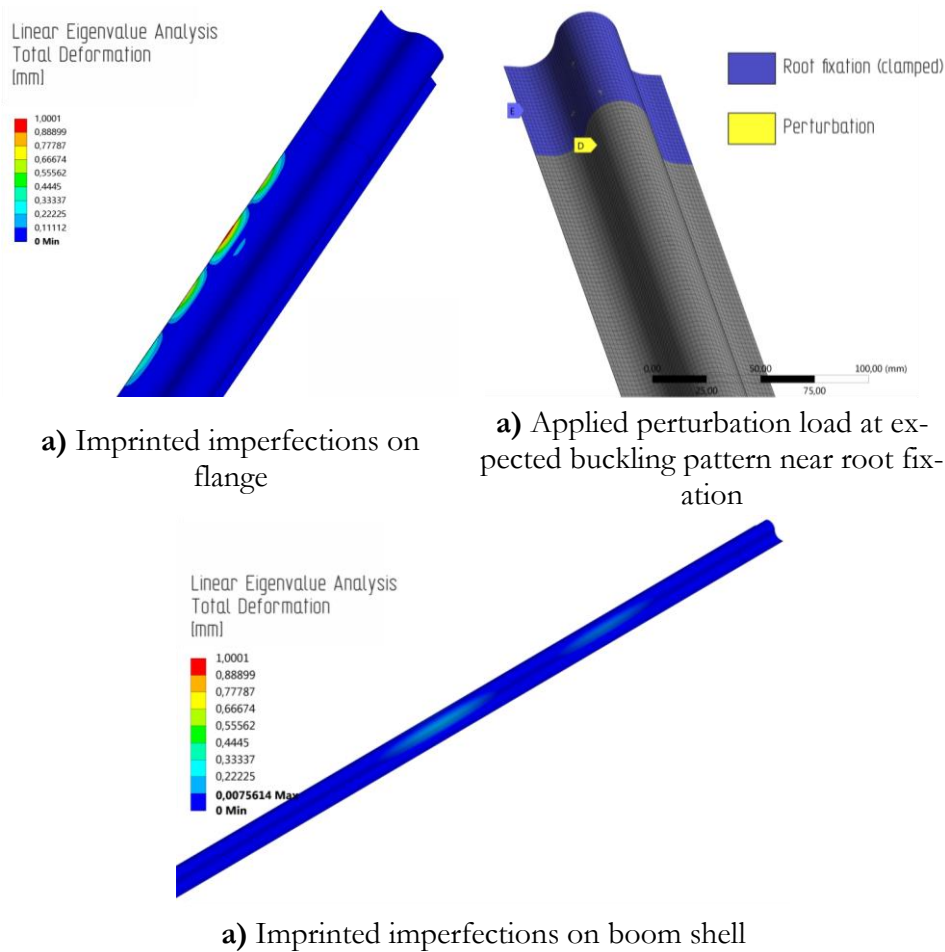 Linear Eigenvalue Analysis
Total Deformation
[mm]
1,0001
0,88899
0,77787
0,66674
0,55562
0,4445
0,33337
0,22225
0,11112
0 Min
E
D
Root fixation (clamped)
Perturbation
0,00
50,00
100,00 (mm)
25,00
75,00
a) Imprinted imperfections on
flange
a) Applied perturbation load at ex-
pected buckling pattern near root fix-
ation
Linear Eigenvalue Analysis
Total Deformation
[mm]
1,0001
0,88899
0,77787
0,66674
0,55562
0,4445
0,33337
0,22225
0,0075614 Max
0 Min
a) Imprinted imperfections on boom shell